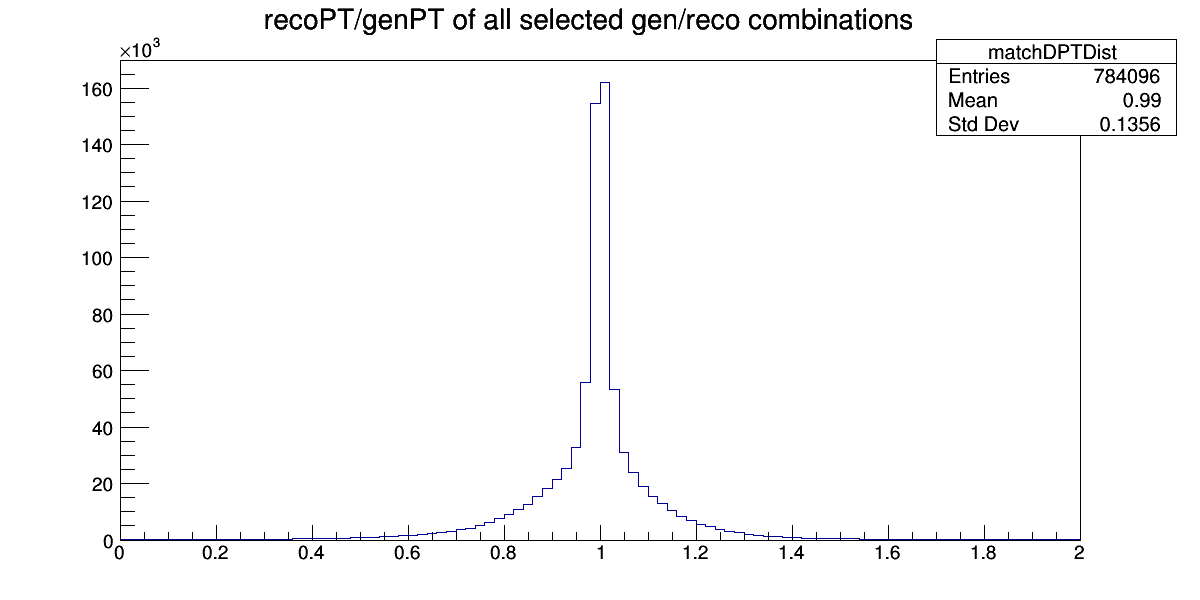 recoPT/genPT of all selected gen/reco combinations
×10³
matchDPTDist
Entries 784096
Mean 0.99
Std Dev 0.1356
160
140
120
100
80
60
40
20
0
0 0.2 0.4 0.6 0.8 1 1.2 1.4 1.6 1.8 2